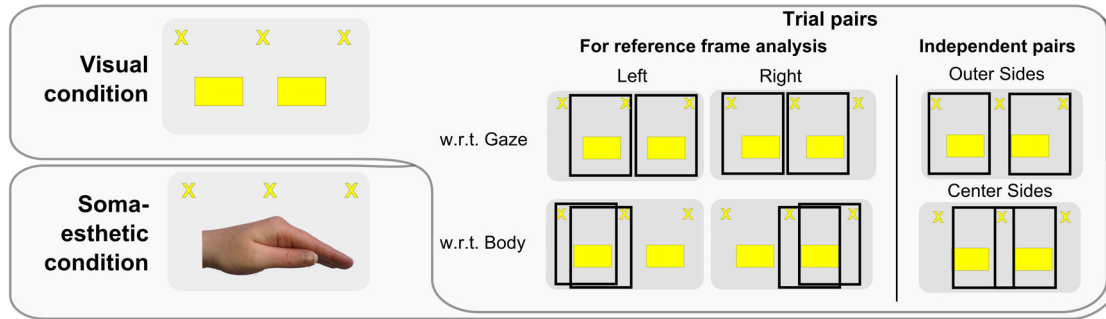 Visual
condition
X X X
Soma-
esthetic
condition
X X X
Trial pairs
For reference frame analysis
Independent pairs
Left
Right
Outer Sides
w.r.t. Gaze
X X X
X X X
X X X
Center Sides
w.r.t. Body
X X X
X X X
X X X